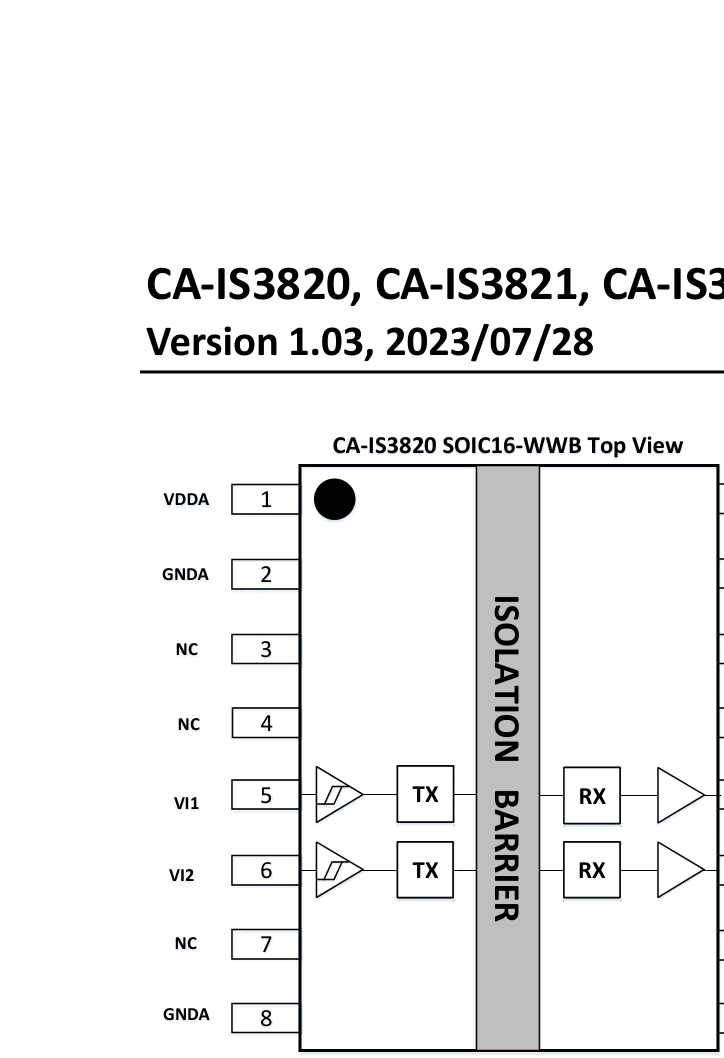 CA-IS3820, CA-IS3821, CA-IS3
Version 1.03, 2023/07/28
CA-IS3820 SOIC16-WWB Top View
VDDA 1
GNDA 2
NC 3
NC 4
VI1 5 TX RX
VI2 6 TX RX
NC 7
GNDA 8
ISOLATION BARRIER